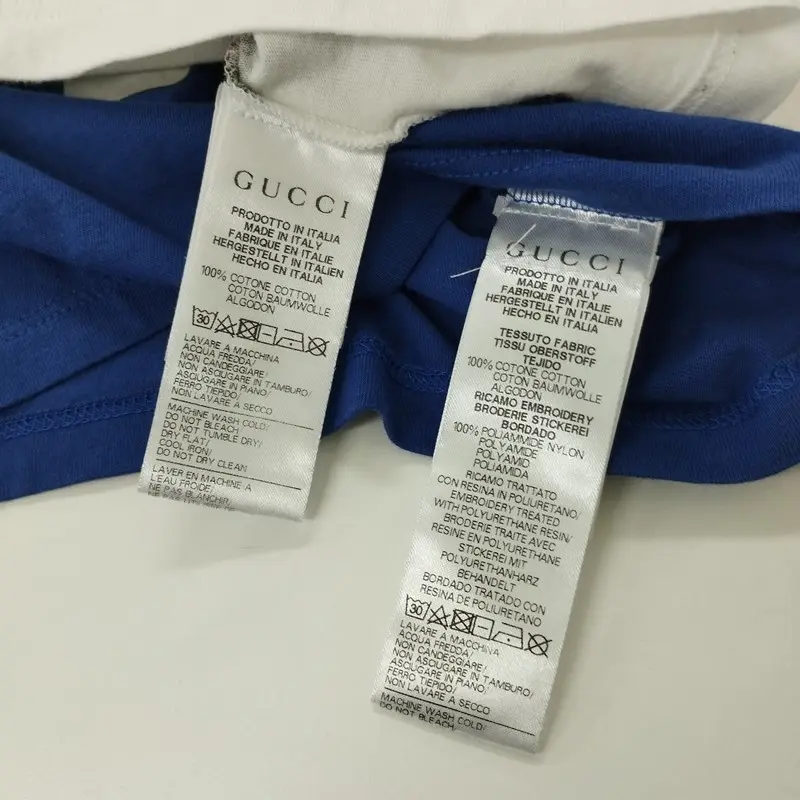 GUCCI
PRODOTTO IN ITALIA
MADE IN ITALY
FABRIQUE EN ITALIE
HERGESTELLT IN ITALIEN
HECHO EN ITALIA
100% COTONE COTTON
COTON BAUMWOLLE
ALGODON
30
LAVARE A MACCHINA
ACQUA FREDDA/
NON CANDEGGIARE/
NON ASCIUGARE IN TAMBURO/
ASCIUGARE IN PIANO/
FERRO TIEPIDO/
NON LAVARE A SECCO
MACHINE WASH COLD/
DO NOT BLEACH/
DO NOT TUMBLE DRY/
DRY FLAT/
COOL IRON/
DO NOT DRY CLEAN
LAVER EN MACHINE A
LEAU FROIDE/
NE PAS BLANCHIR/
GUCCI
PRODOTTO IN ITALIA
MADE IN ITALY
FABRIQUE EN ITALIE
HERGESTELLT IN ITALIEN
HECHO EN ITALIA
TESSUTO FABRIC
TISSU OBERSTOFF
TEJIDO
100% COTONE COTTON
COTON BAUMWOLLE
ALGODON
RICAMO EMBROIDERY
BRODERIE STICKEREI
BORDADO
100% POLIAMMIDE NYLON
POLYAMIDE
POLYAMID
POLIAMIDA
RICAMO TRATTATO
CON RESINA IN POLIURETANO/
EMBROIDERY TREATED
WITH POLYURETHANE RESIN/
BRODERIE TRAITE AVEC
RESINE EN POLYURETHANE/
STICKEREI MIT
POLYURETHANHARZ
BEHANDELT
BORDADO TRATADO CON
RESINA DE POLIURETANO
30
LAVARE A MACCHINA
ACQUA FREDDA/
NON CANDEGGIARE/
NON ASCIUGARE IN TAMBURO/
ASCIUGARE IN PIANO/
FERRO TIEPIDO/
NON LAVARE A SECCO
MACHINE WASH COLD/
DO NOT BLEACH/